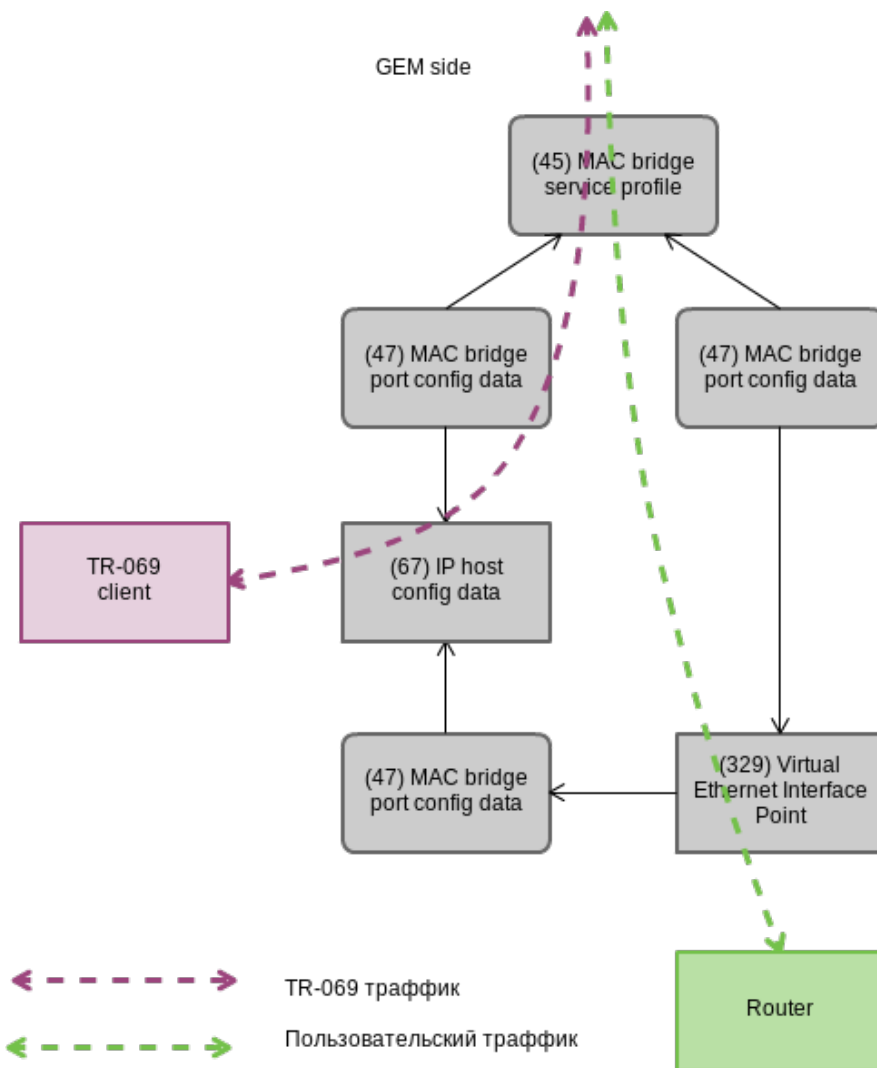 GEM side
(45) MAC bridge
service profile
(47) MAC bridge
port config data
(47) MAC bridge
port config data
TR-069
client
(67) IP host
config data
(47) MAC bridge
port config data
(329) Virtual
Ethernet Interface
Point
TR-069 траффик
Router
Пользовательский траффик